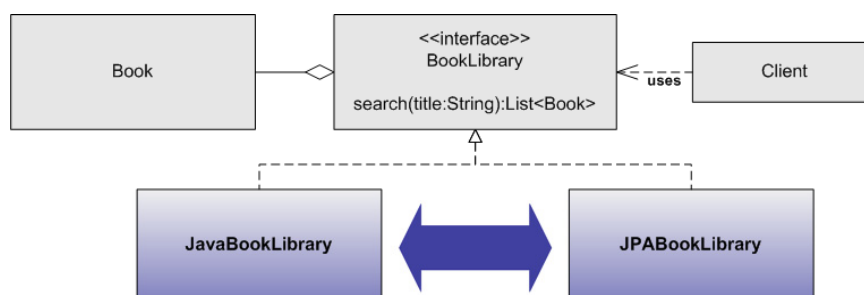 <<interface>>
BookLibrary
Book
Client
uses
search(title:String):List<Book>
JavaBookLibrary
JPABookLibrary